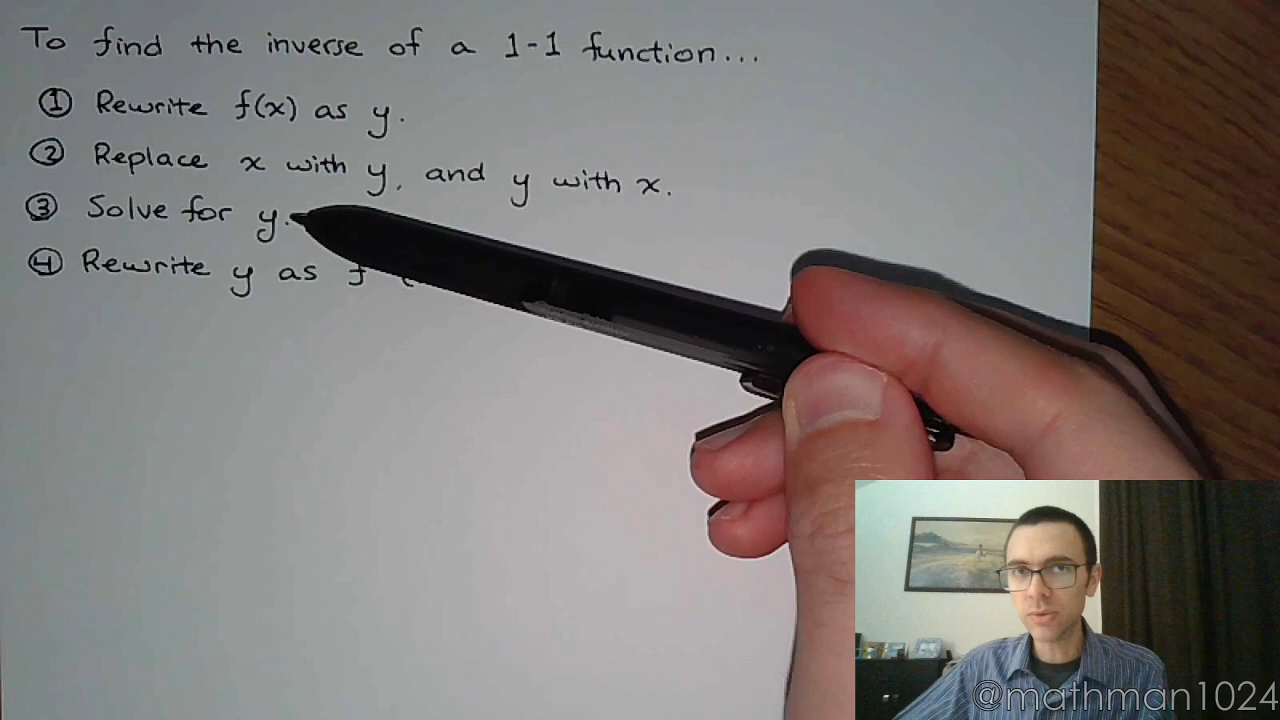 To find the inverse of a 1-1 function...
① Rewrite f(x) as y.
② Replace x with y, and y with x.
③ Solve for y.
④ Rewrite y as f
@mathman1024